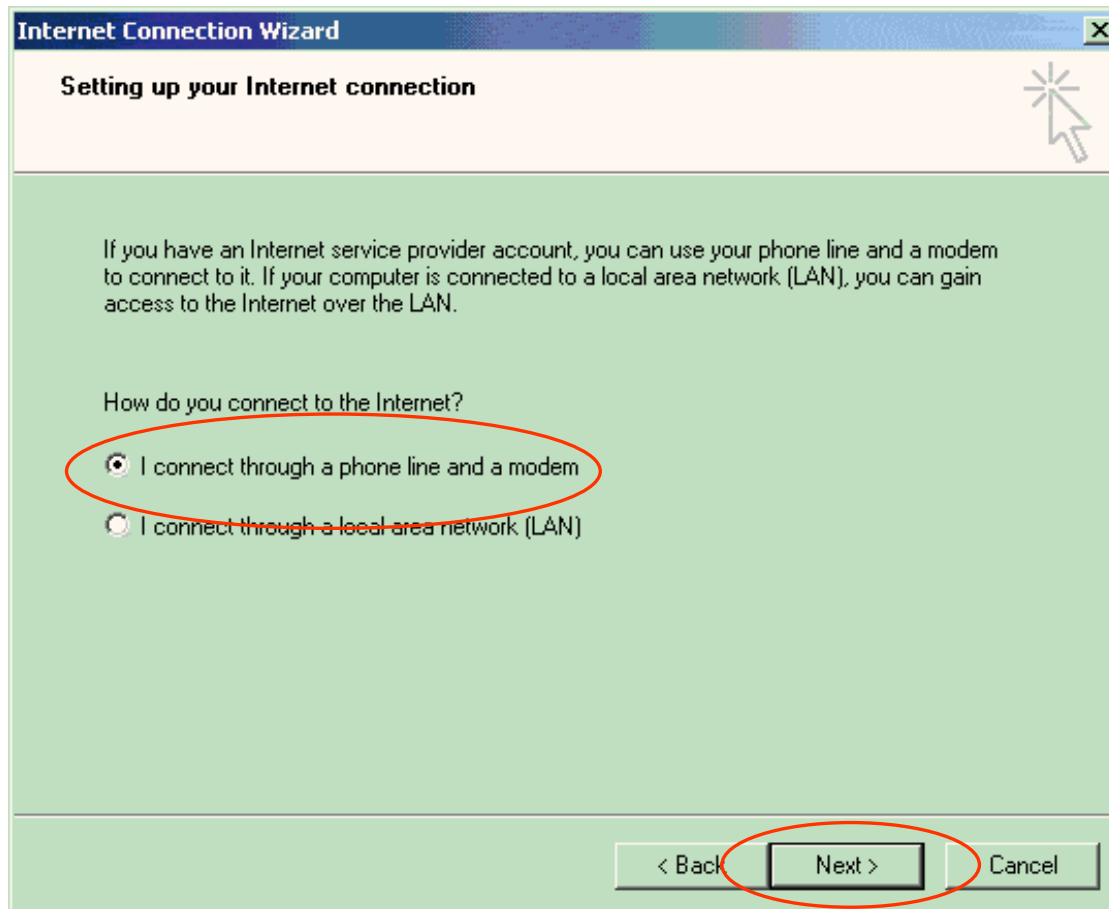 Internet Connection Wizard
Setting up your Internet connection
If you have an Internet service provider account, you can use your phone line and a modem
to connect to it. If your computer is connected to a local area network (LAN), you can gain
access to the Internet over the LAN.
How do you connect to the Internet?
I connect through a phone line and a modem
I connect through a local area network (LAN)
< Back
Next >
Cancel